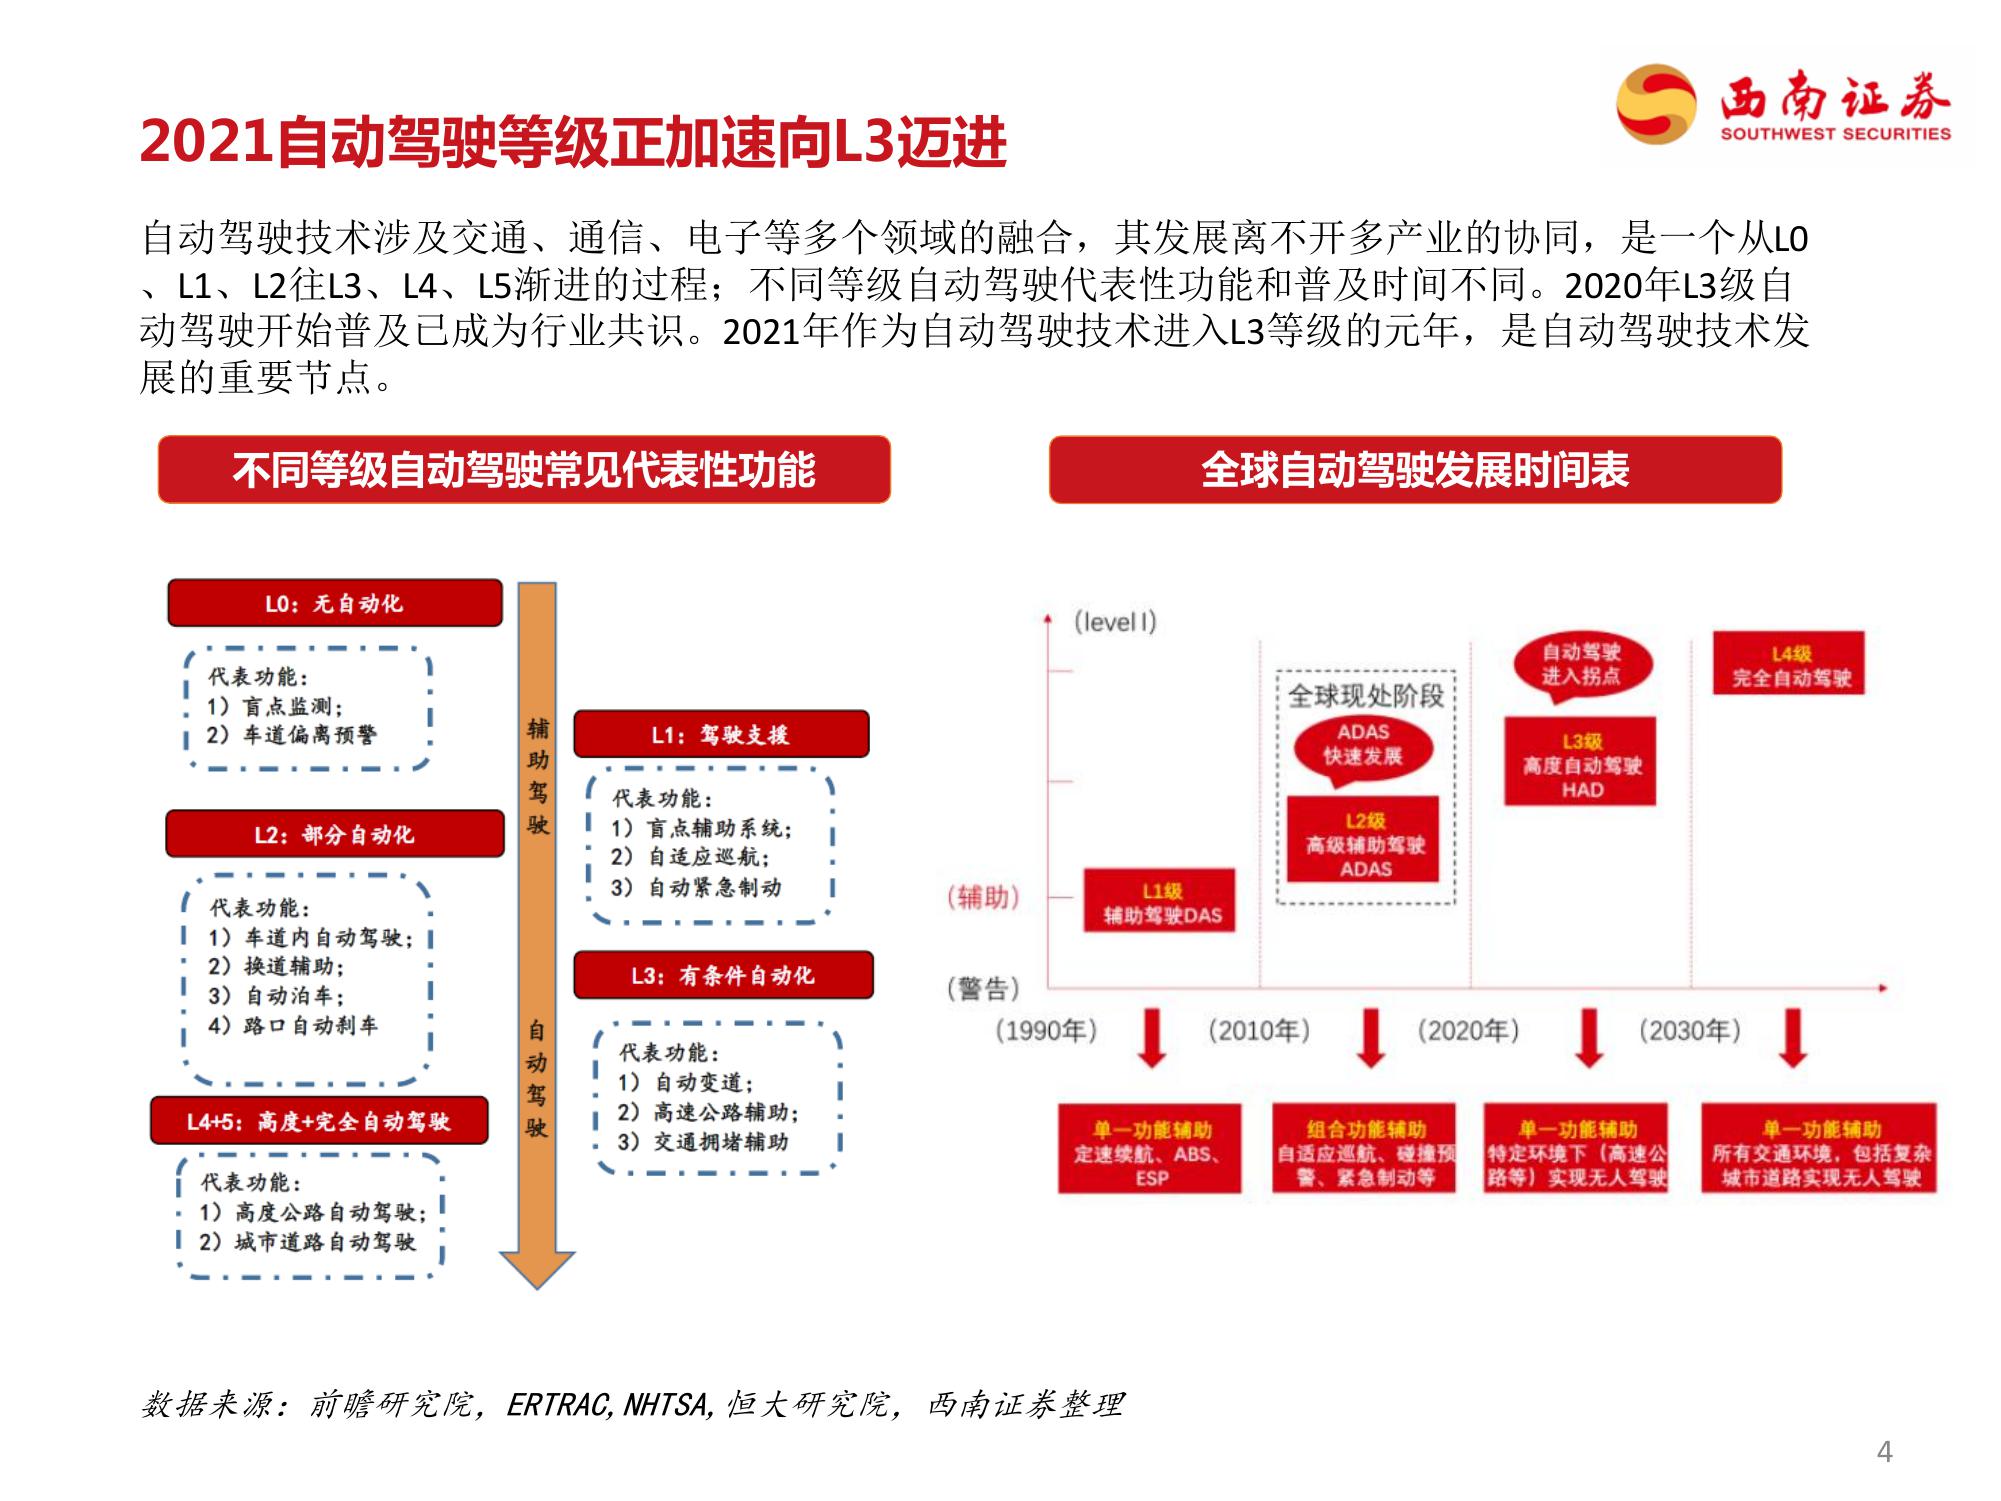 西南证券
SOUTHWEST SECURITIES
2021自动驾驶等级正加速向L3迈进
自动驾驶技术涉及交通、通信、电子等多个领域的融合，其发展离不开多产业的协同，是一个从L0
、L1、L2往L3、L4、L5渐进的过程；不同等级自动驾驶代表性功能和普及时间不同。2020年L3级自
动驾驶开始普及已成为行业共识。2021年作为自动驾驶技术进入L3等级的元年，是自动驾驶技术发
展的重要节点。
不同等级自动驾驶常见代表性功能
L0：无自动化
代表功能：
1）盲点监测；
2）车道偏离预警
辅助驾驶
L1：驾驶支援
代表功能：
1）盲点辅助系统；
2）自适应巡航；
3）自动紧急制动
L2：部分自动化
代表功能：
1）车道内自动驾驶；
2）换道辅助；
3）自动泊车；
4）路口自动刹车
自动驾驶
L3：有条件自动化
代表功能：
1）自动变道；
2）高速公路辅助；
3）交通拥堵辅助
L4+5：高度+完全自动驾驶
代表功能：
1）高度公路自动驾驶；
2）城市道路自动驾驶
全球自动驾驶发展时间表
（level I）
（辅助）
（警告）
L1级
辅助驾驶DAS
全球现处阶段
ADAS
快速发展
L2级
高级辅助驾驶
ADAS
自动驾驶
进入拐点
L3级
高度自动驾驶
HAD
L4级
完全自动驾驶
（1990年）
（2010年）
（2020年）
（2030年）
单一功能辅助
定速续航、ABS、
ESP
组合功能辅助
自适应巡航、碰撞预
警、紧急制动等
单一功能辅助
特定环境下（高速公
路等）实现无人驾驶
单一功能辅助
所有交通环境，包括复杂
城市道路实现无人驾驶
数据来源：前瞻研究院，ERTRAC,NHTSA,恒大研究院，西南证券整理
4